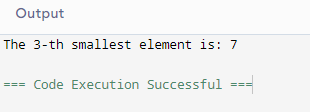 Output
The 3-th smallest element is: 7
=== Code Execution Successful ===